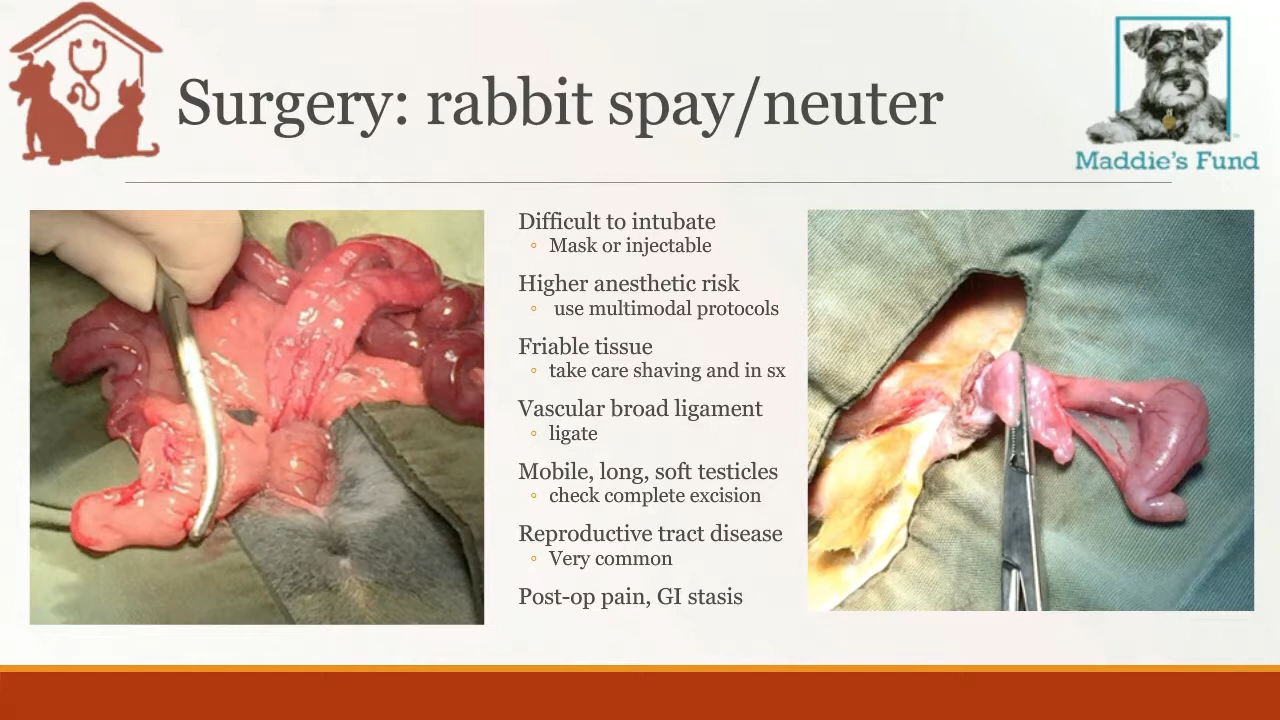 Surgery: rabbit spay/neuter
Maddie's Fund
Difficult to intubate
Mask or injectable
Higher anesthetic risk
use multimodal protocols
Friable tissue
take care shaving and in sx
Vascular broad ligament
ligate
Mobile, long, soft testicles
check complete excision
Reproductive tract disease
Very common
Post-op pain, GI stasis